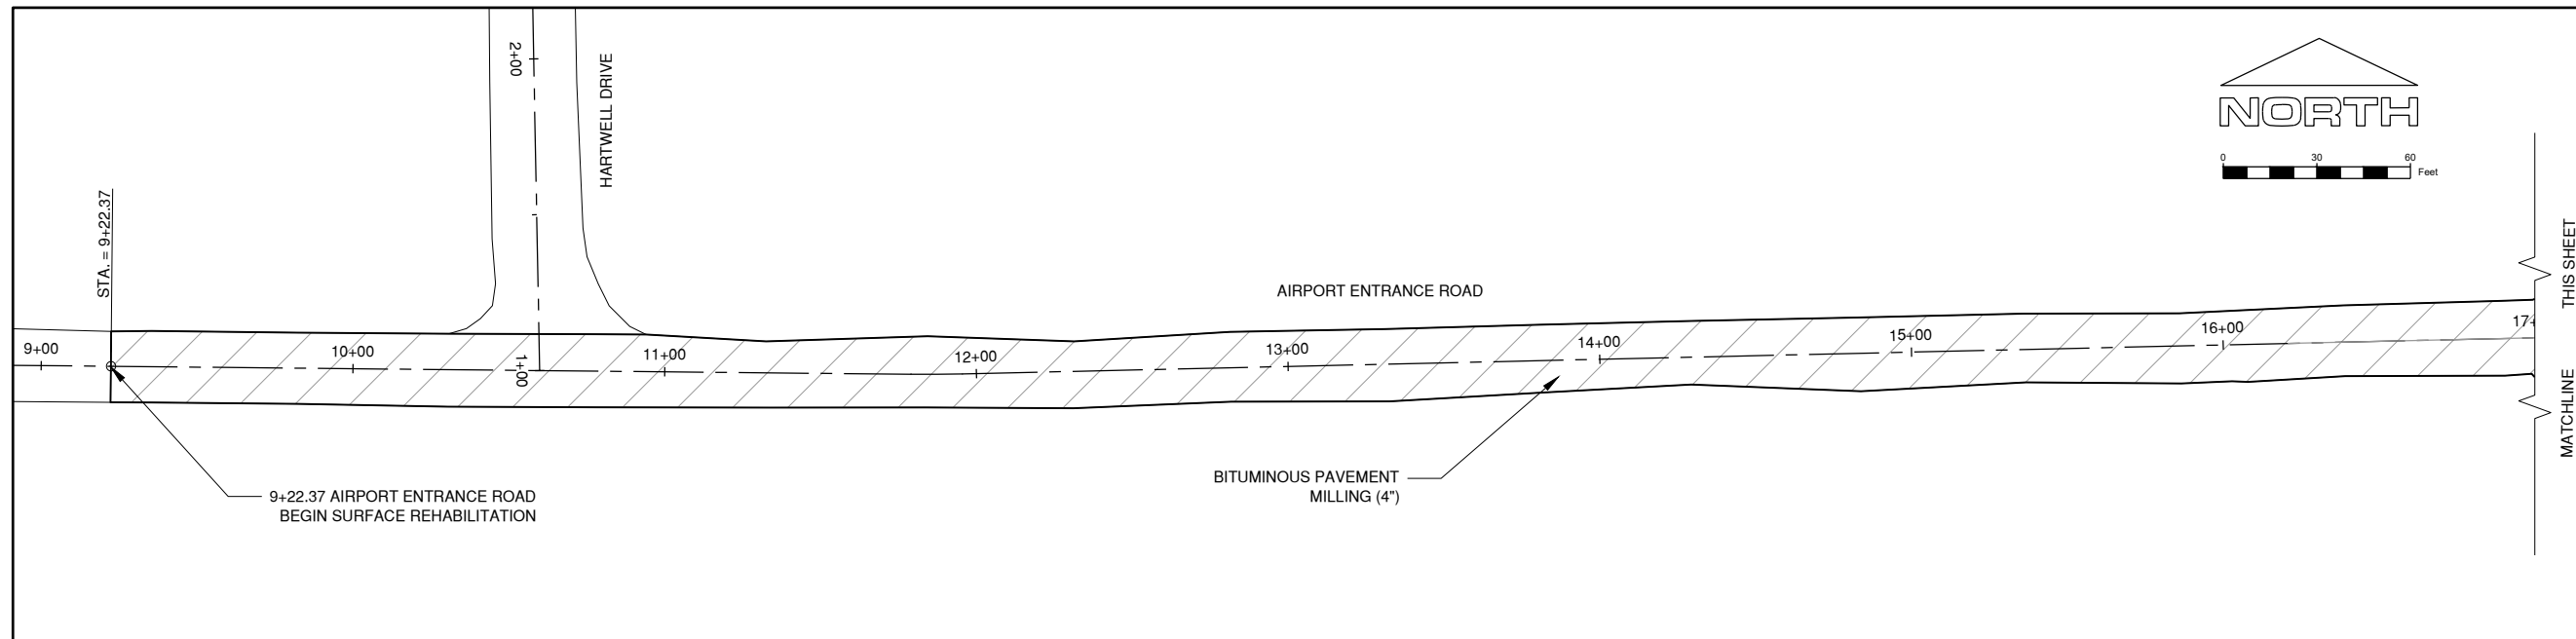 2+00
HARTWELL DRIVE
NORTH
0 30 60
Feet
STA. = 9+22.37
THIS SHEET
MATCHLINE
AIRPORT ENTRANCE ROAD
9+00
10+00
1+00
11+00
12+00
13+00
14+00
15+00
16+00
17+
9+22.37 AIRPORT ENTRANCE ROAD
BEGIN SURFACE REHABILITATION
BITUMINOUS PAVEMENT
MILLING (4")